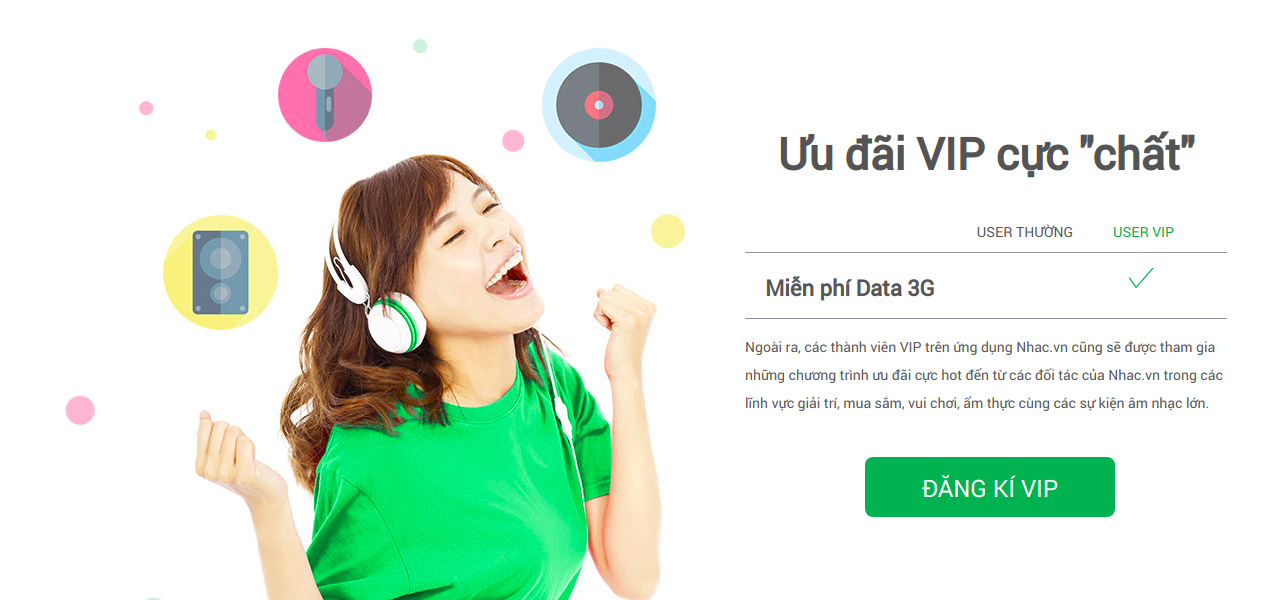 Ưu đãi VIP cực "chất"
USER THƯỜNG USER VIP
Miễn phí Data 3G
Ngoài ra, các thành viên VIP trên ứng dụng Nhac.vn cũng sẽ được tham gia
những chương trình ưu đãi cực hot đến từ các đối tác của Nhac.vn trong các
lĩnh vực giải trí, mua sắm, vui chơi, ẩm thực cùng các sự kiện âm nhạc lớn.
ĐĂNG KÍ VIP